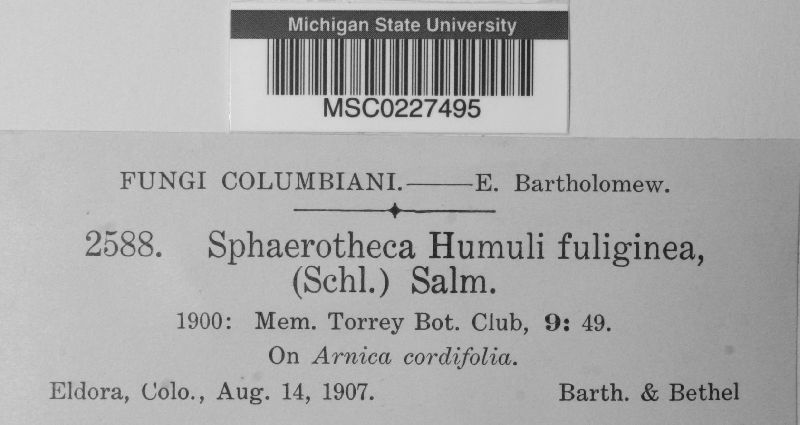 Michigan State University
MSC0227495
FUNGI COLUMBIANI.——E. Bartholomew.
2588. Sphaerotheca Humuli fuliginea,
(Schl.) Salm.
1900: Mem. Torrey Bot. Club, 9: 49.
On Arnica cordifolia.
Eldora, Colo., Aug. 14, 1907. Barth. & Bethel